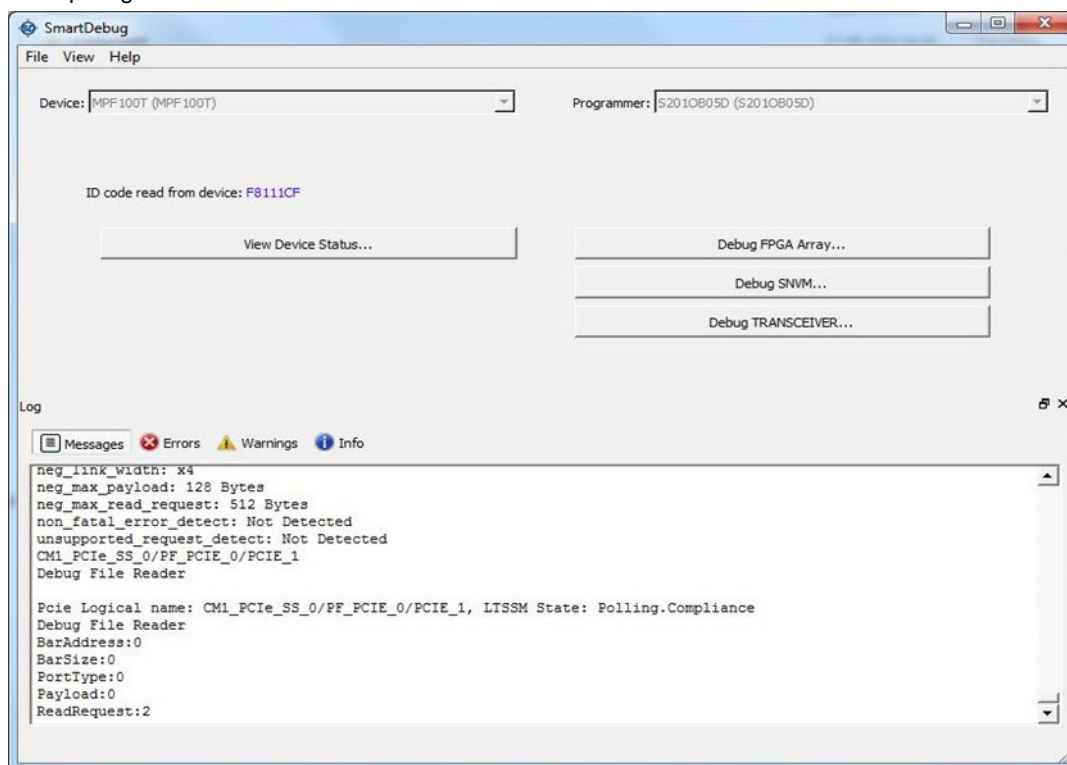 SmartDebug
File View Help
Device: MPF100T (MPF100T)
Programmer: S201OB05D (S201OB05D)
ID code read from device: F8111CF
View Device Status...
Debug FPGA Array...
Debug SNVM...
Debug TRANSCEIVER...
Log
Messages Errors Warnings Info
neg_link_width: x4
neg_max_payload: 128 Bytes
neg_max_read_request: 512 Bytes
non_fatal_error_detect: Not Detected
unsupported_request_detect: Not Detected
CM1_PCIe_SS_0/PF_PCIE_0/PCIE_1
Debug File Reader
Pcie Logical name: CM1_PCIe_SS_0/PF_PCIE_0/PCIE_1, LTSSM State: Polling.Compliance
Debug File Reader
BarAddress:0
BarSize:0
PortType:0
Payload:0
ReadRequest:2